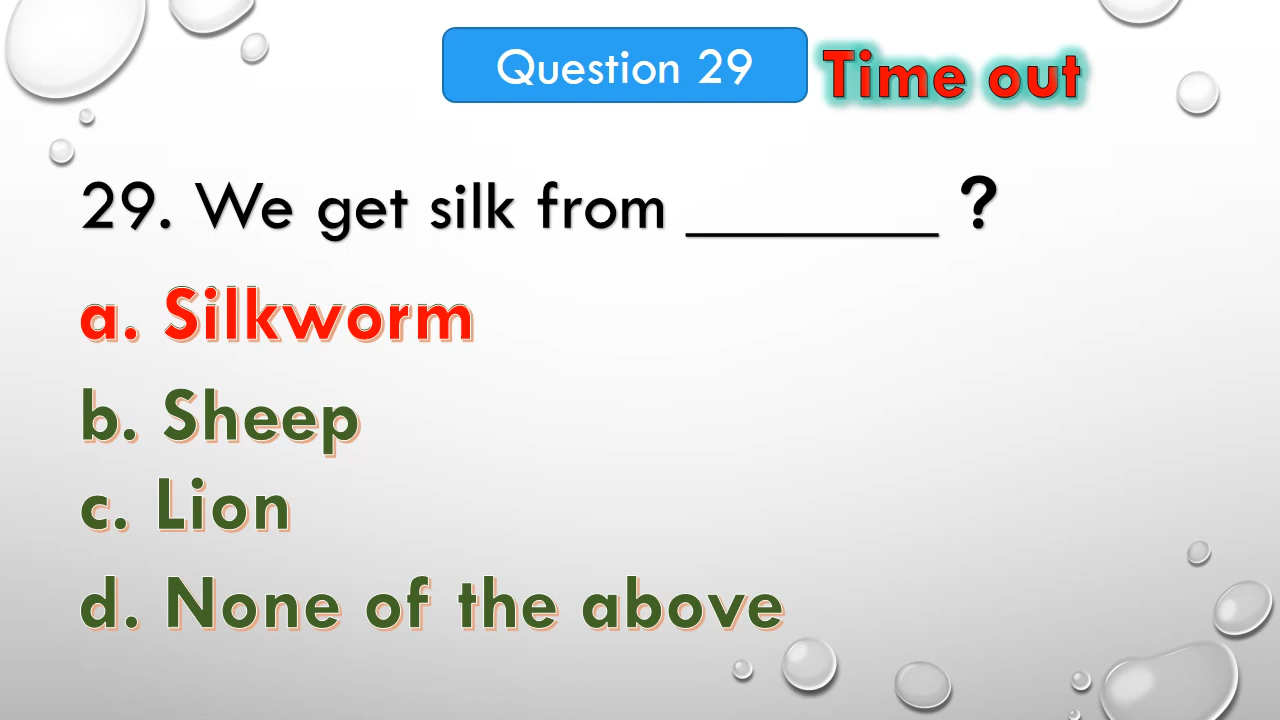 Question 29
Time out
29. We get silk from ________ ?
a. Silkworm
b. Sheep
c. Lion
d. None of the above